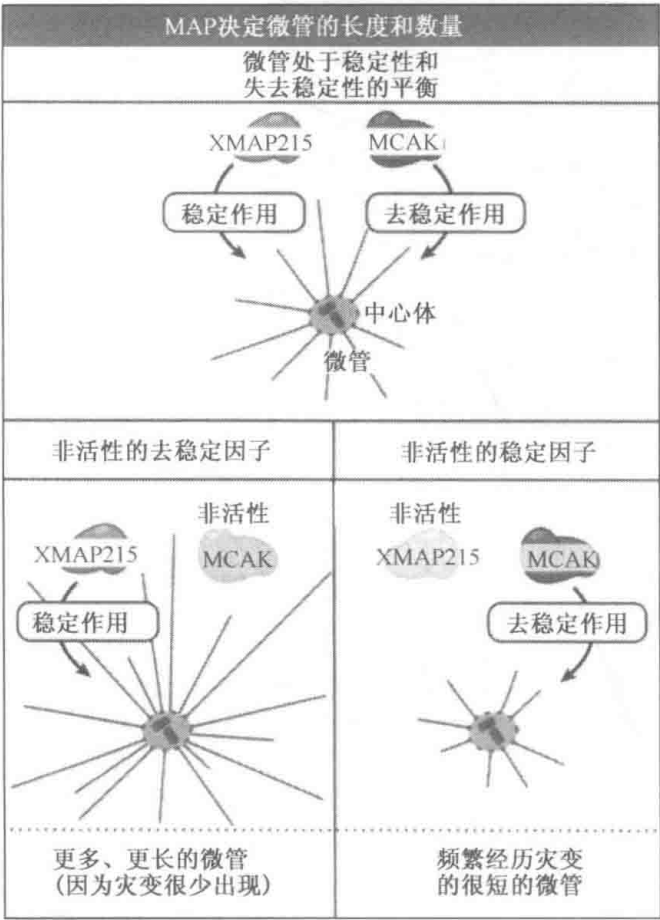 MAP决定微管的长度和数量
微管处于稳定性和
失去稳定性的平衡
XMAP215
MCAK
稳定作用
去稳定作用
中心体
微管
非活性的去稳定因子
非活性的稳定因子
非活性
XMAP215
MCAK
稳定作用
非活性
XMAP215
MCAK
去稳定作用
更多、更长的微管
(因为灾变很少出现)
频繁经历灾变
的很短的微管